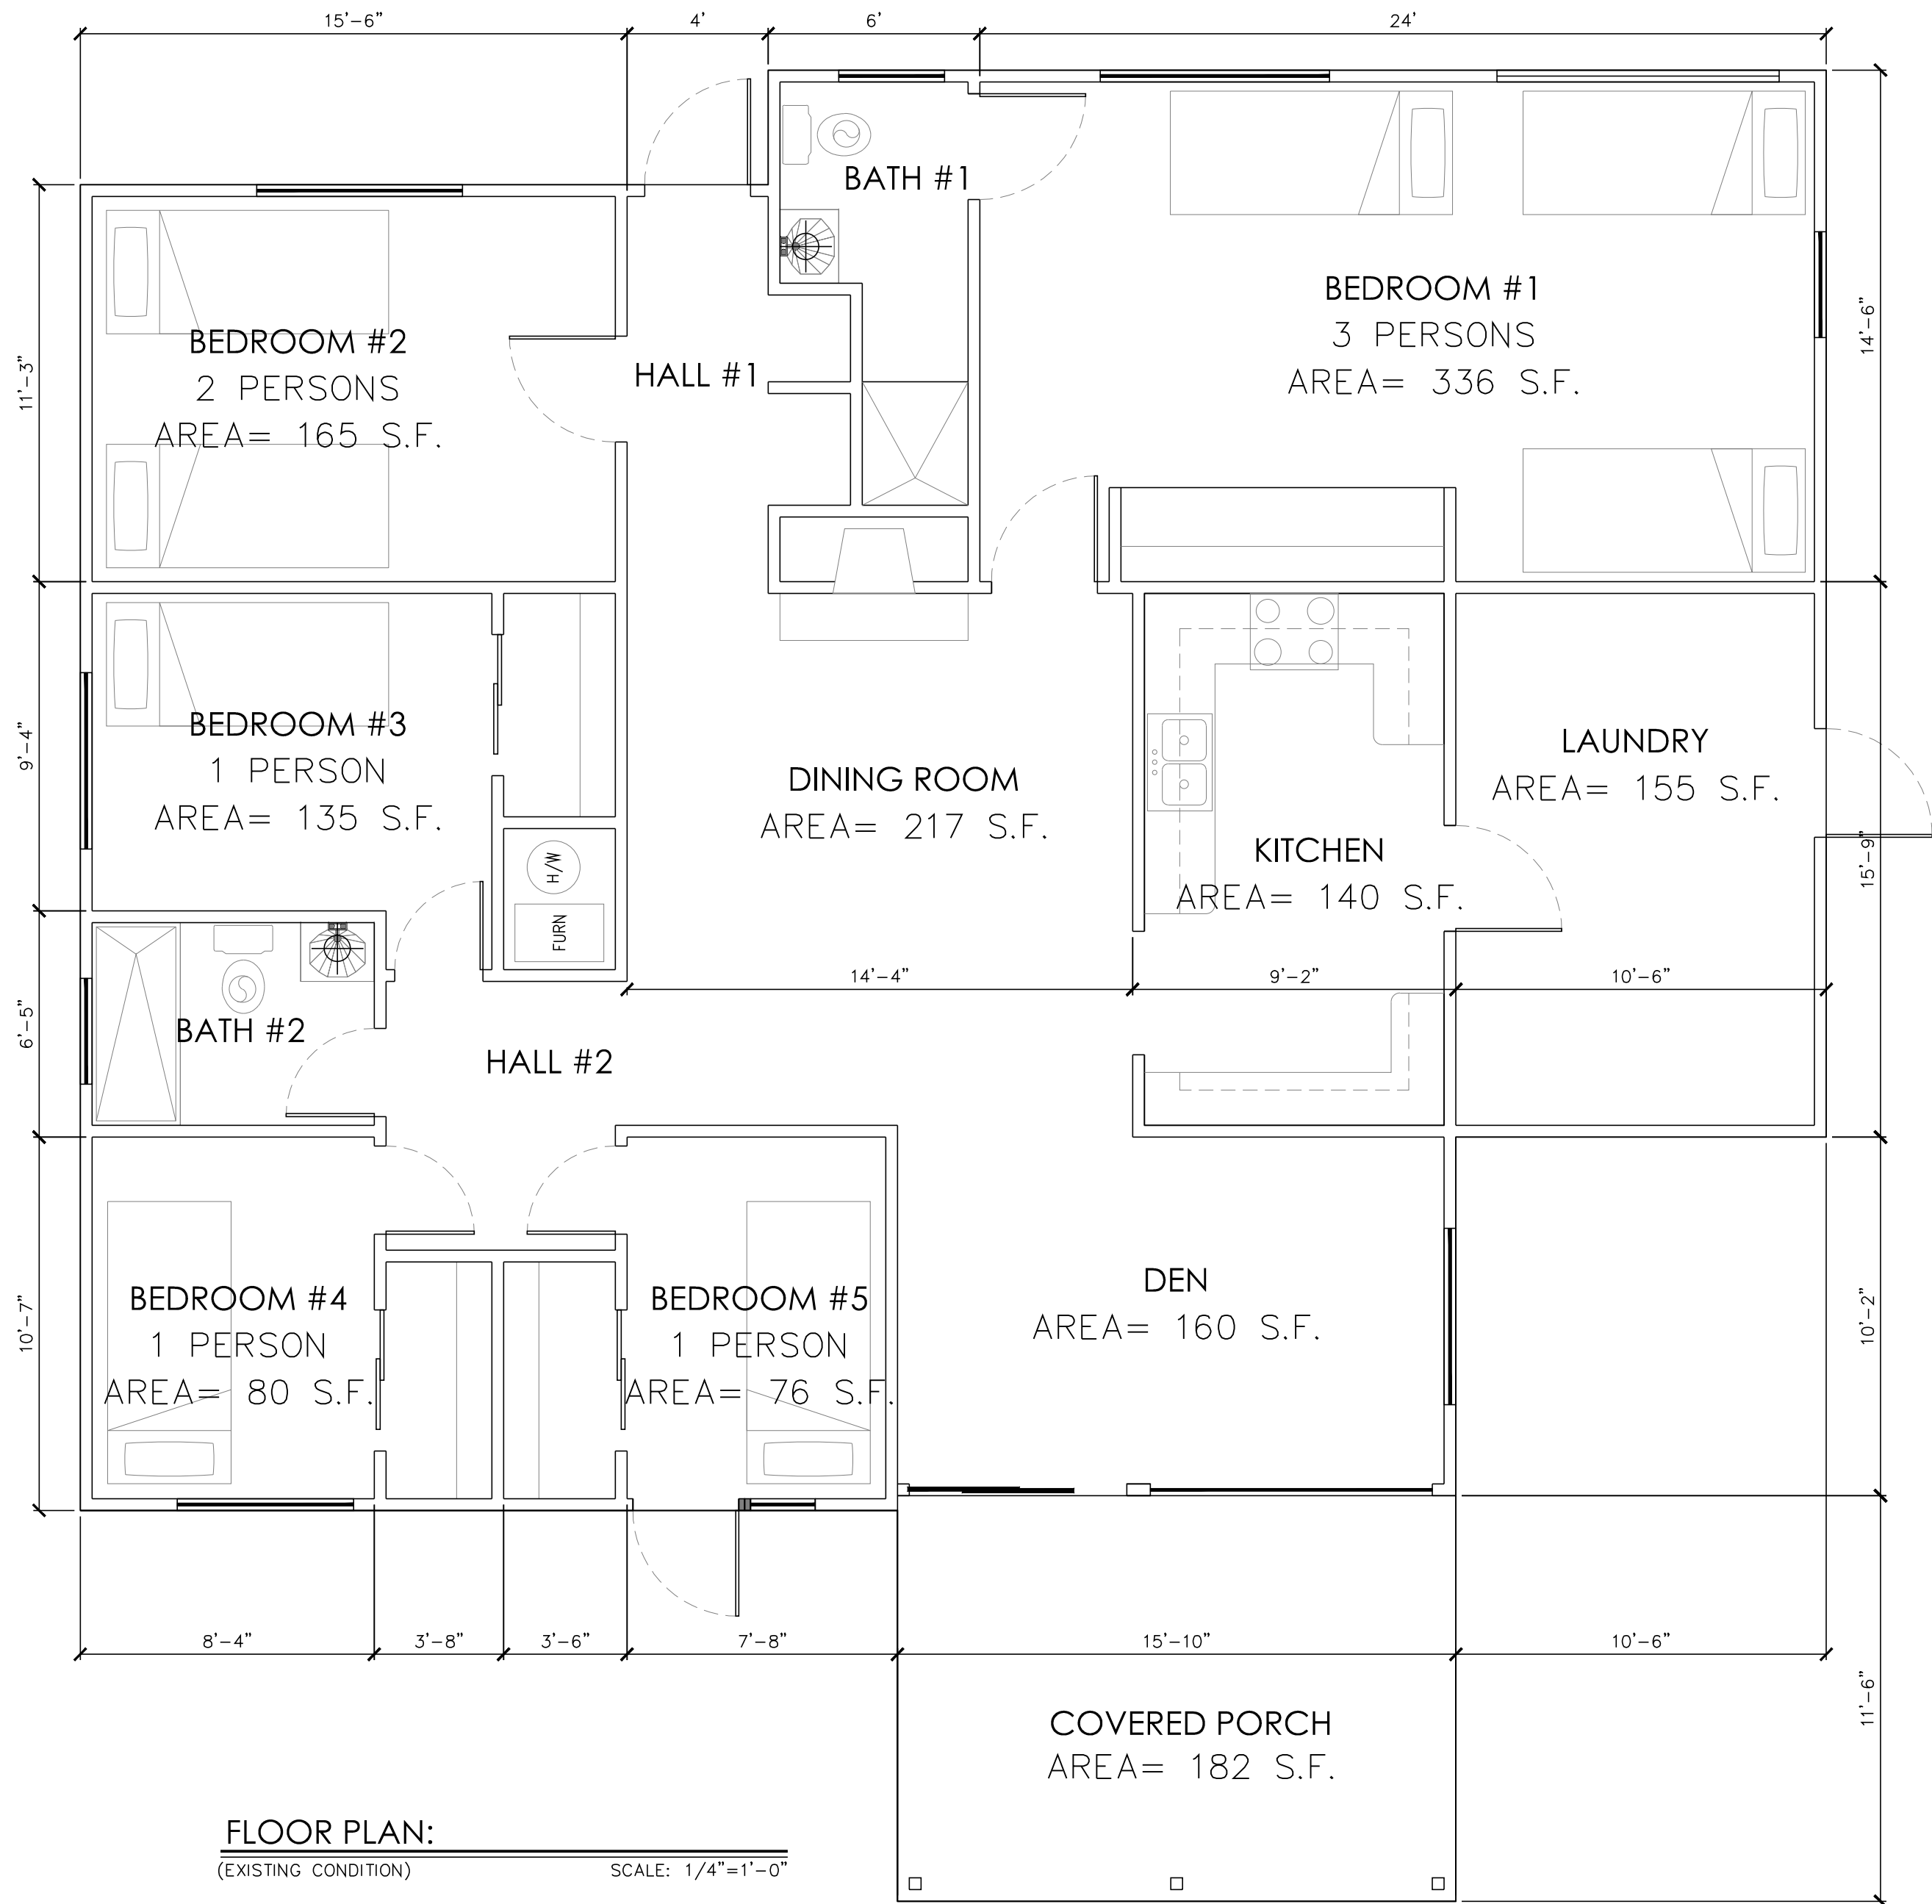 15'-6"
4'
6'
24'
BATH #1
BEDROOM #1
3 PERSONS
AREA= 336 S.F.
14'-6"
BEDROOM #2
2 PERSONS
AREA= 165 S.F.
11'-3"
HALL #1
BEDROOM #3
1 PERSON
AREA= 135 S.F.
9'-4"
DINING ROOM
AREA= 217 S.F.
LAUNDRY
AREA= 155 S.F.
KITCHEN
AREA= 140 S.F.
15'-9"
H/W
FURN
14'-4"
9'-2"
10'-6"
6'-5"
BATH #2
HALL #2
BEDROOM #4
1 PERSON
AREA= 80 S.F.
10'-7"
BEDROOM #5
1 PERSON
AREA= 76 S.F.
DEN
AREA= 160 S.F.
10'-2"
8'-4"
3'-8"
3'-6"
7'-8"
15'-10"
10'-6"
11'-6"
COVERED PORCH
AREA= 182 S.F.
FLOOR PLAN:
(EXISTING CONDITION) SCALE: 1/4"=1'-0"